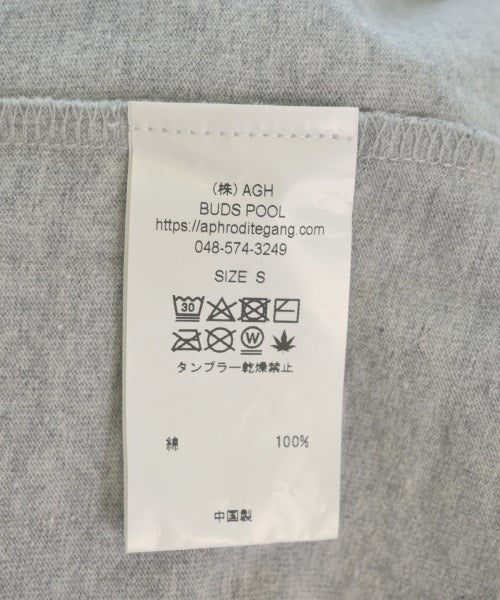 （株）AGH
BUDS POOL
https://aphroditegang.com
048-574-3249
SIZE S
30
W
タンブラー乾燥禁止
綿 100%
中国製